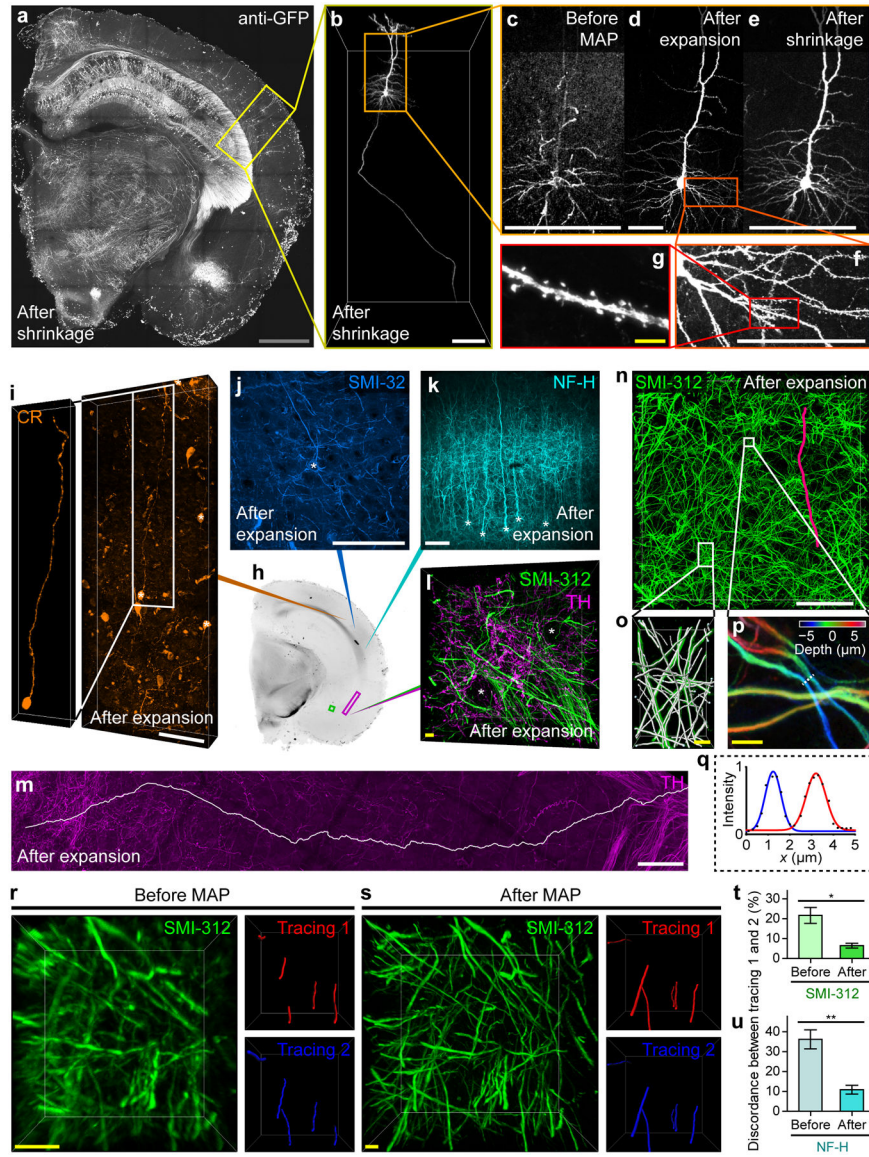 a
anti-GFP
After
shrinkage
b
After
shrinkage
c
Before
MAP
d
After
expansion
e
After
shrinkage
g
f
i
CR
After expansion
j
SMI-32
After
expansion
k
NF-H
After
expansion
h
l
SMI-312
TH
After expansion
n
SMI-312
After expansion
o
p
-5 0 5
Depth (µm)
m
TH
After expansion
q
Intensity
1
0
0 1 2 3 4 5
x (µm)
r
Before MAP
SMI-312
Tracing 1
Tracing 2
s
After MAP
SMI-312
Tracing 1
Tracing 2
Discordance between tracing 1 and 2 (%)
t
*
30
20
10
0
Before After
SMI-312
u
**
40
30
20
10
0
Before After
NF-H